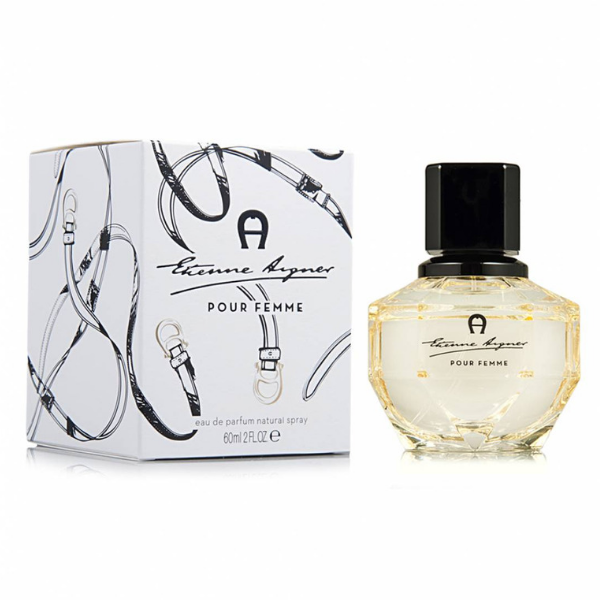 A
Etienne Aigner
POUR FEMME
eau de parfum natural spray
60ml 2 FL.OZ ℮
A
Etienne Aigner
POUR FEMME